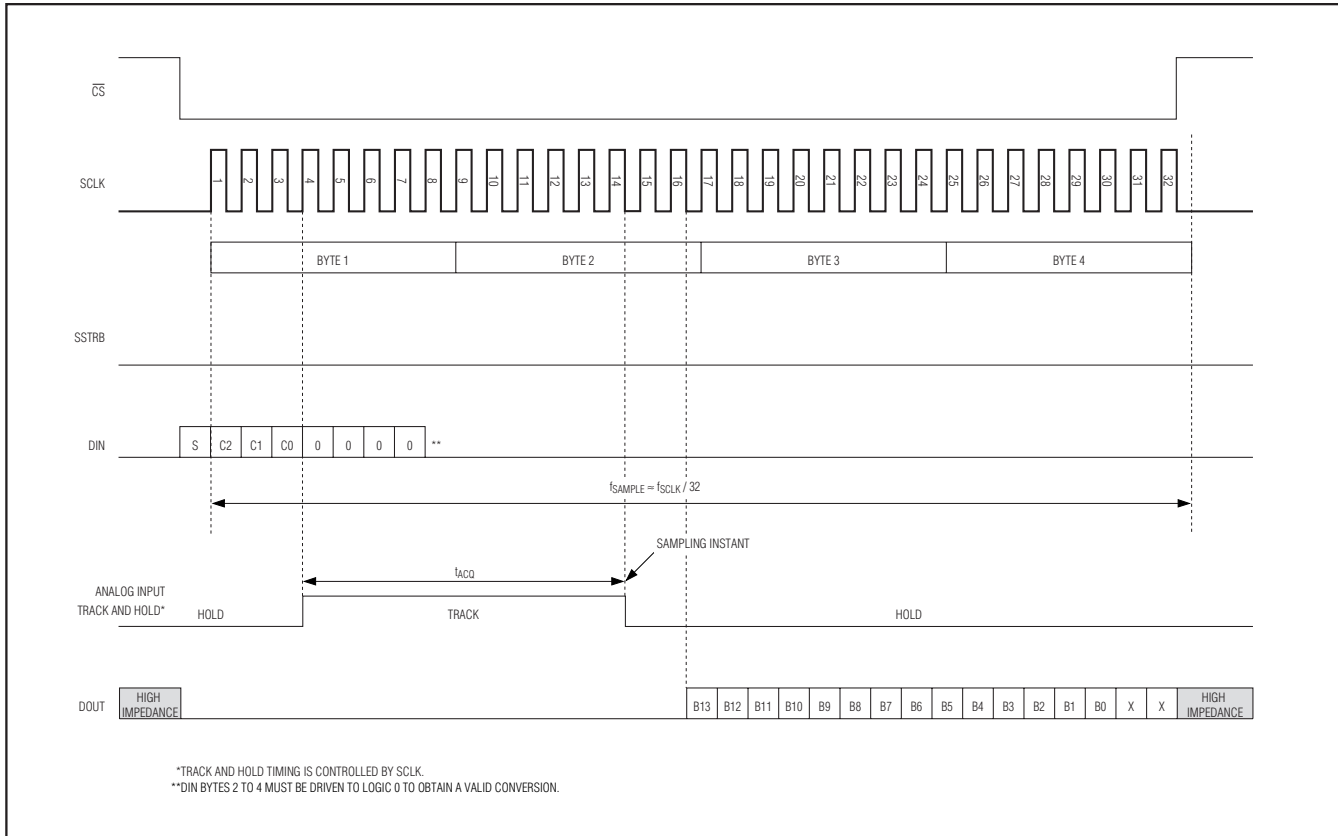 CS
SCLK
1 2 3 4 5 6 7 8 9 10 11 12 13 14 15 16 17 18 19 20 21 22 23 24 25 26 27 28 29 30 31 32
BYTE 1 BYTE 2 BYTE 3 BYTE 4
SSTRB
DIN S C2 C1 C0 0 0 0 0 **
fSAMPLE ≈ fSCLK / 32
SAMPLING INSTANT
tACQ
ANALOG INPUT
TRACK AND HOLD* HOLD TRACK HOLD
DOUT HIGH IMPEDANCE B13 B12 B11 B10 B9 B8 B7 B6 B5 B4 B3 B2 B1 B0 X X HIGH IMPEDANCE
*TRACK AND HOLD TIMING IS CONTROLLED BY SCLK.
**DIN BYTES 2 TO 4 MUST BE DRIVEN TO LOGIC 0 TO OBTAIN A VALID CONVERSION.